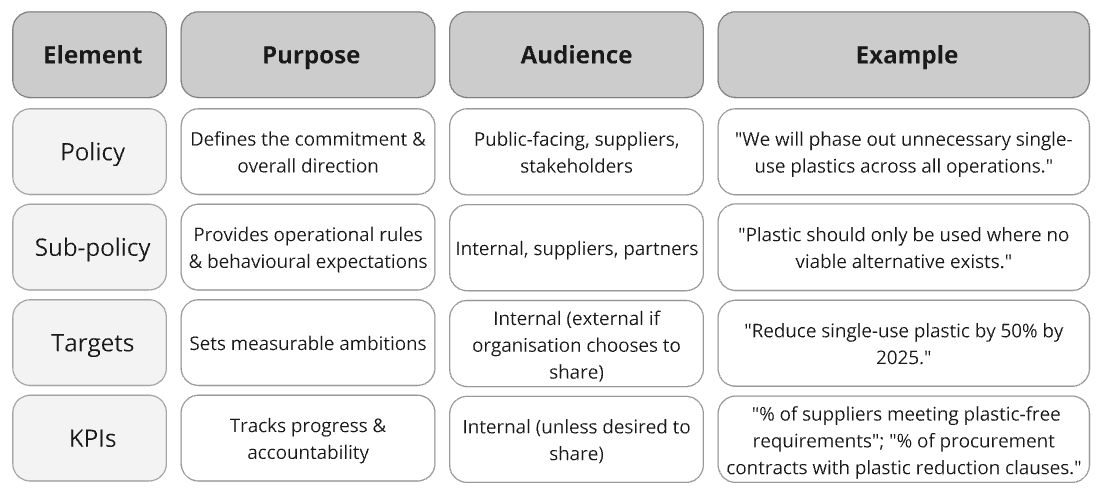 Element
Purpose
Audience
Example
Policy
Defines the commitment &
overall direction
Public-facing, suppliers,
stakeholders
"We will phase out unnecessary single-
use plastics across all operations."
Sub-policy
Provides operational rules
& behavioural expectations
Internal, suppliers, partners
"Plastic should only be used where no
viable alternative exists."
Targets
Sets measurable ambitions
Internal (external if
organisation chooses to
share)
"Reduce single-use plastic by 50% by
2025."
KPIs
Tracks progress &
accountability
Internal (unless desired to
share)
"% of suppliers meeting plastic-free
requirements"; "% of procurement
contracts with plastic reduction clauses."